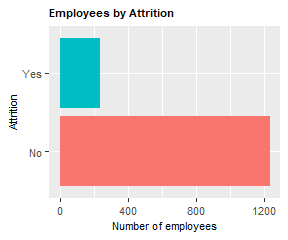 Employees by Attrition
Yes
No
Attrition
0
400
800
1200
Number of employees